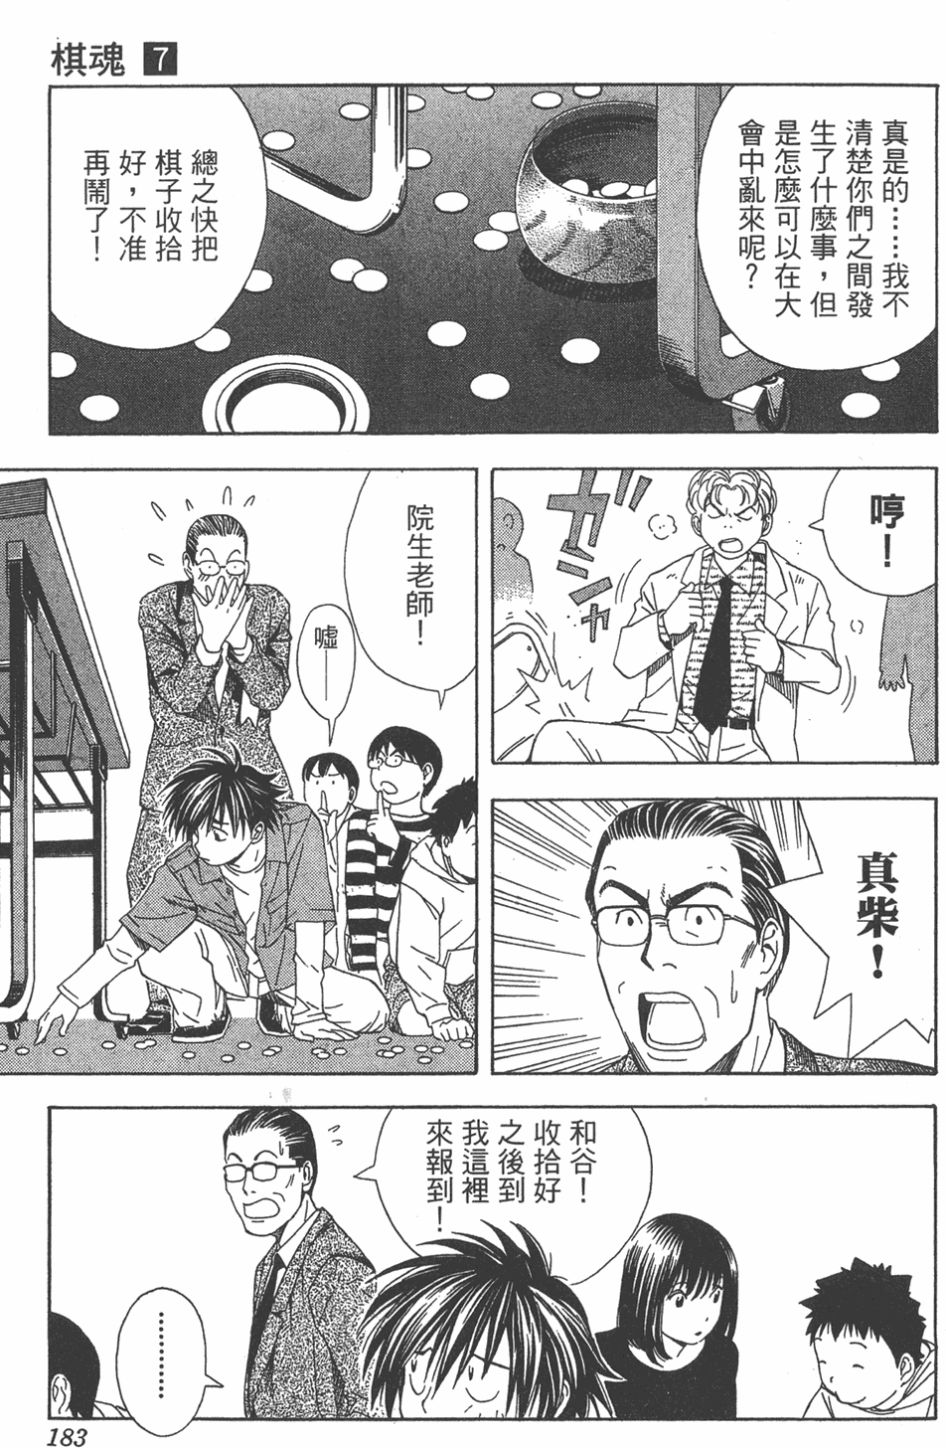 棋魂 7
真是的⋯⋯我不
清楚你們之間發
生了什麼事，但
是怎麼可以在大
會中亂來呢？
總之快把
棋子收拾
好，不准
再鬧了！
哼！
ガシャ
院生老師！
噓──
真柴！
和谷！
收拾好
之後到
我這裡
來報到！
⋯⋯⋯⋯
183